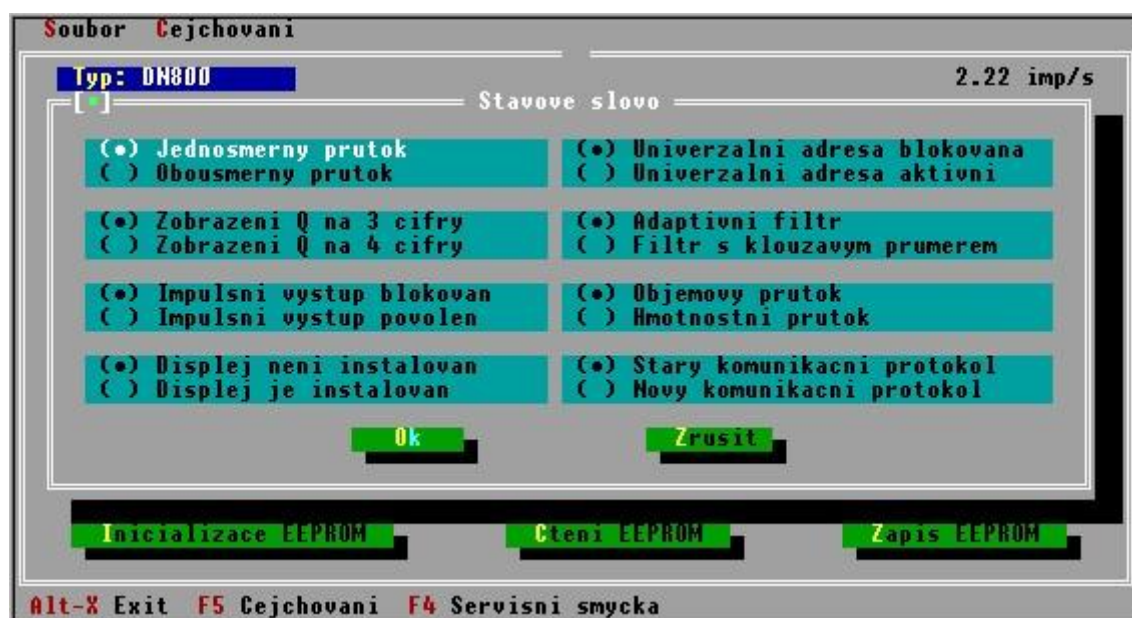 Soubor Cejchovani
Typ: DN800 2.22 imp/s
Stavove slovo
(•) Jednosmerny prutok (•) Univerzalni adresa blokovana
( ) Obousmerny prutok ( ) Univerzalni adresa aktivni
(•) Zobrazeni Q na 3 cifry (•) Adaptivni filtr
( ) Zobrazeni Q na 4 cifry ( ) Filtr s klouzavym prumerem
(•) Impulsni vystup blokovan (•) Objemovy prutok
( ) Impulsni vystup povolen ( ) Hmotnostni prutok
(•) Displej neni instalovan (•) Stary komunikacni protokol
( ) Displej je instalovan ( ) Novy komunikacni protokol
Ok Zrusit
Inicializace EEPROM Cteni EEPROM Zapis EEPROM
Alt-X Exit F5 Cejchovani F4 Servisni smycka